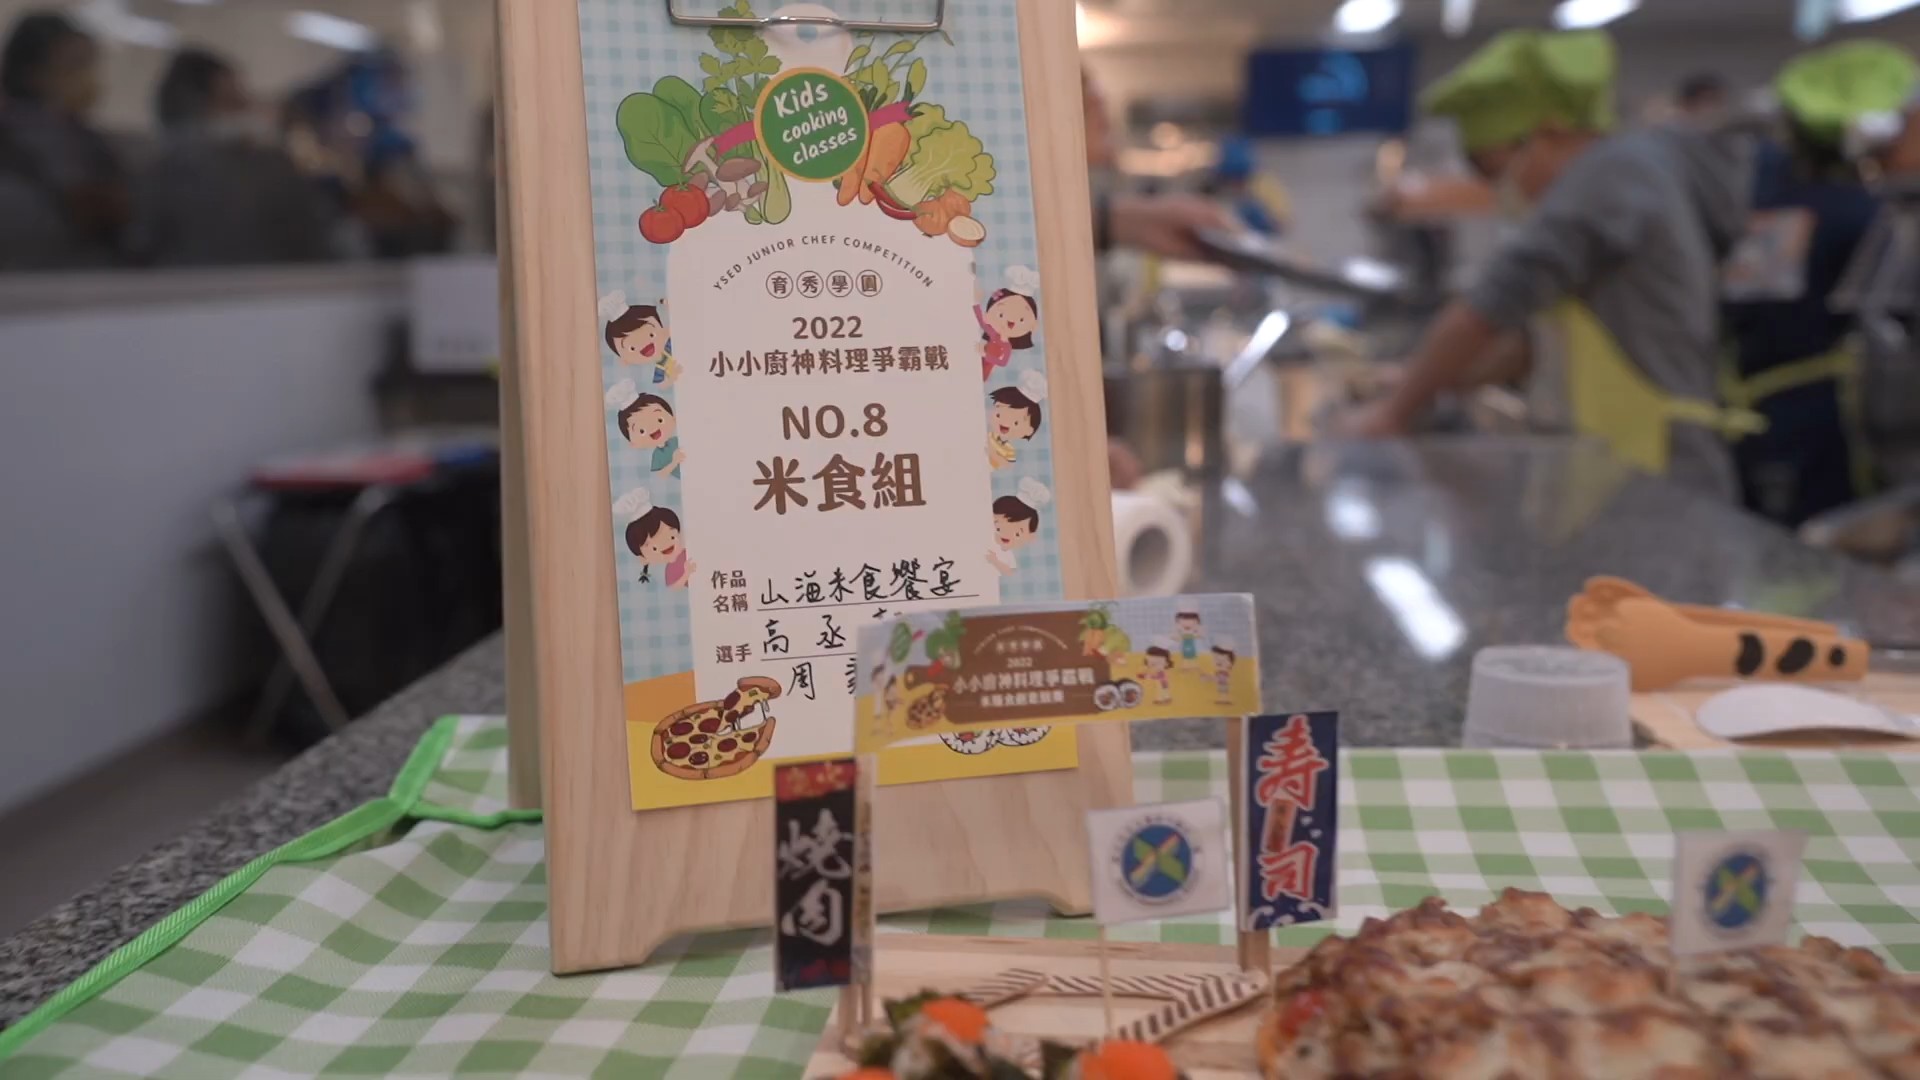 Kids
cooking
classes
YSED JUNIOR CHEF COMPETITION
育秀學園
2022
小小廚神料理爭霸戰
NO.8
米食組
作品名稱 山海米食饗宴
選手 高 丞
周
2022
小小廚神料理爭霸戰
燒肉
寿司